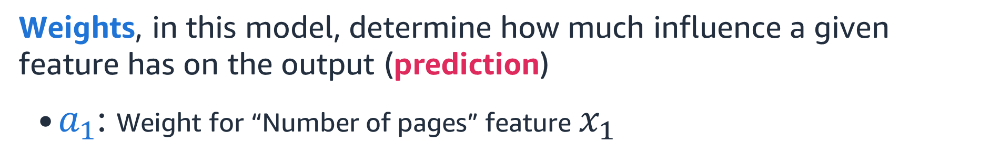 Weights, in this model, determine how much influence a given
feature has on the output (prediction)
• a₁: Weight for “Number of pages” feature x₁